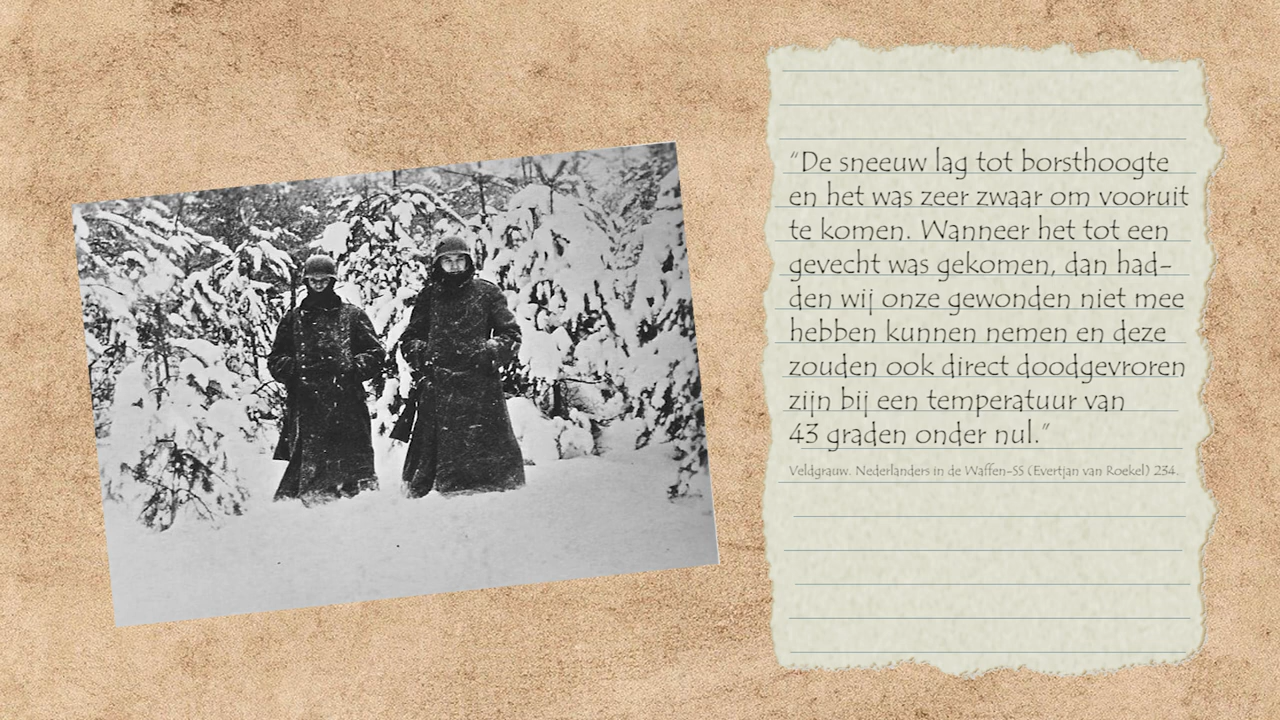 “De sneeuw lag tot borsthoogte
en het was zeer zwaar om vooruit
te komen. Wanneer het tot een
gevecht was gekomen, dan had-
den wij onze gewonden niet mee
hebben kunnen nemen en deze
zouden ook direct doodgevroren
zijn bij een temperatuur van
43 graden onder nul.”
Veldgrauw. Nederlanders in de Waffen-SS (Evertjan van Roekel) 234.